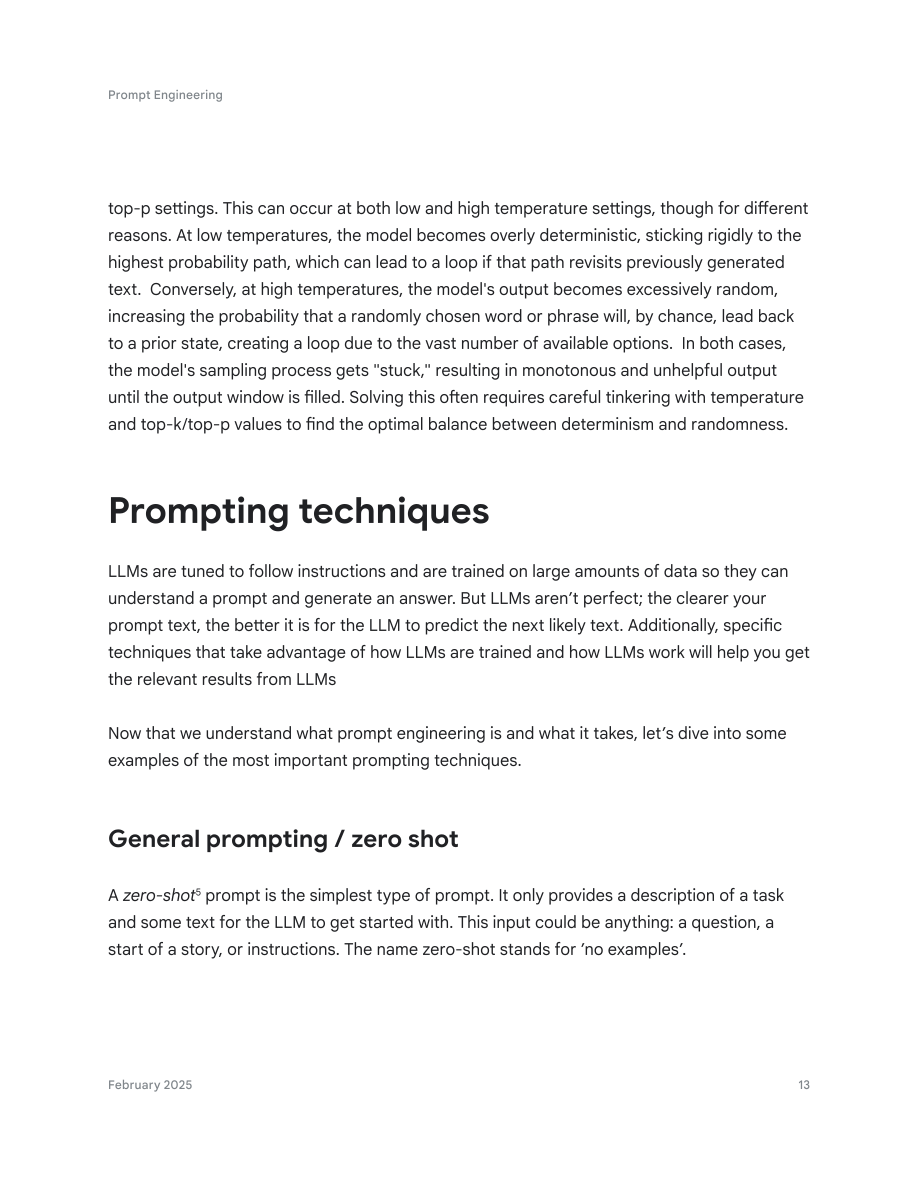 Prompt Engineering
top-p settings. This can occur at both low and high temperature settings, though for different
reasons. At low temperatures, the model becomes overly deterministic, sticking rigidly to the
highest probability path, which can lead to a loop if that path revisits previously generated
text.  Conversely, at high temperatures, the model's output becomes excessively random,
increasing the probability that a randomly chosen word or phrase will, by chance, lead back
to a prior state, creating a loop due to the vast number of available options.  In both cases,
the model's sampling process gets "stuck," resulting in monotonous and unhelpful output
until the output window is filled. Solving this often requires careful tinkering with temperature
and top-k/top-p values to find the optimal balance between determinism and randomness.
Prompting techniques
LLMs are tuned to follow instructions and are trained on large amounts of data so they can
understand a prompt and generate an answer. But LLMs aren’t perfect; the clearer your
prompt text, the better it is for the LLM to predict the next likely text. Additionally, specific
techniques that take advantage of how LLMs are trained and how LLMs work will help you get
the relevant results from LLMs
Now that we understand what prompt engineering is and what it takes, let’s dive into some
examples of the most important prompting techniques.
General prompting / zero shot
A zero-shot⁵ prompt is the simplest type of prompt. It only provides a description of a task
and some text for the LLM to get started with. This input could be anything: a question, a
start of a story, or instructions. The name zero-shot stands for ’no examples’.
February 2025
13